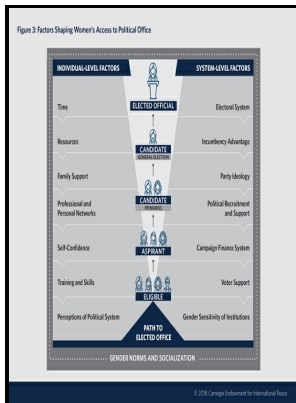 Figure 3: Factors Shaping Women's Access to Political Office
INDIVIDUAL-LEVEL FACTORS
SYSTEM-LEVEL FACTORS
Time
Resources
Family Support
Professional and
Personal Networks
Self-Confidence
Training and Skills
Perceptions of Political System
ELECTED OFFICIAL
CANDIDATE
GENERAL ELECTION
CANDIDATE
PRIMARIES
ASPIRANT
ELIGIBLE
PATH TO
ELECTED OFFICE
Electoral System
Incumbency Advantage
Party Ideology
Political Recruitment
and Support
Campaign Finance System
Voter Support
Gender Sensitivity of Institutions
GENDER NORMS AND SOCIALIZATION
© 2018 Carnegie Endowment for International Peace